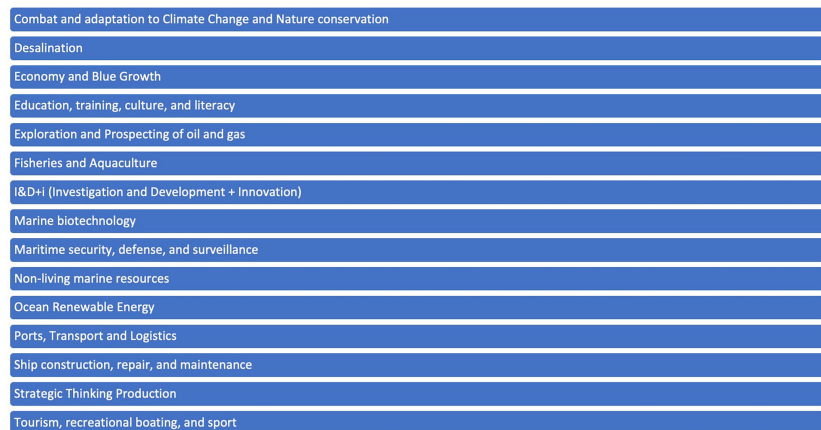 Combat and adaptation to Climate Change and Nature conservation
Desalination
Economy and Blue Growth
Education, training, culture, and literacy
Exploration and Prospecting of oil and gas
Fisheries and Aquaculture
I&D+i (Investigation and Development + Innovation)
Marine biotechnology
Maritime security, defense, and surveillance
Non-living marine resources
Ocean Renewable Energy
Ports, Transport and Logistics
Ship construction, repair, and maintenance
Strategic Thinking Production
Tourism, recreational boating, and sport